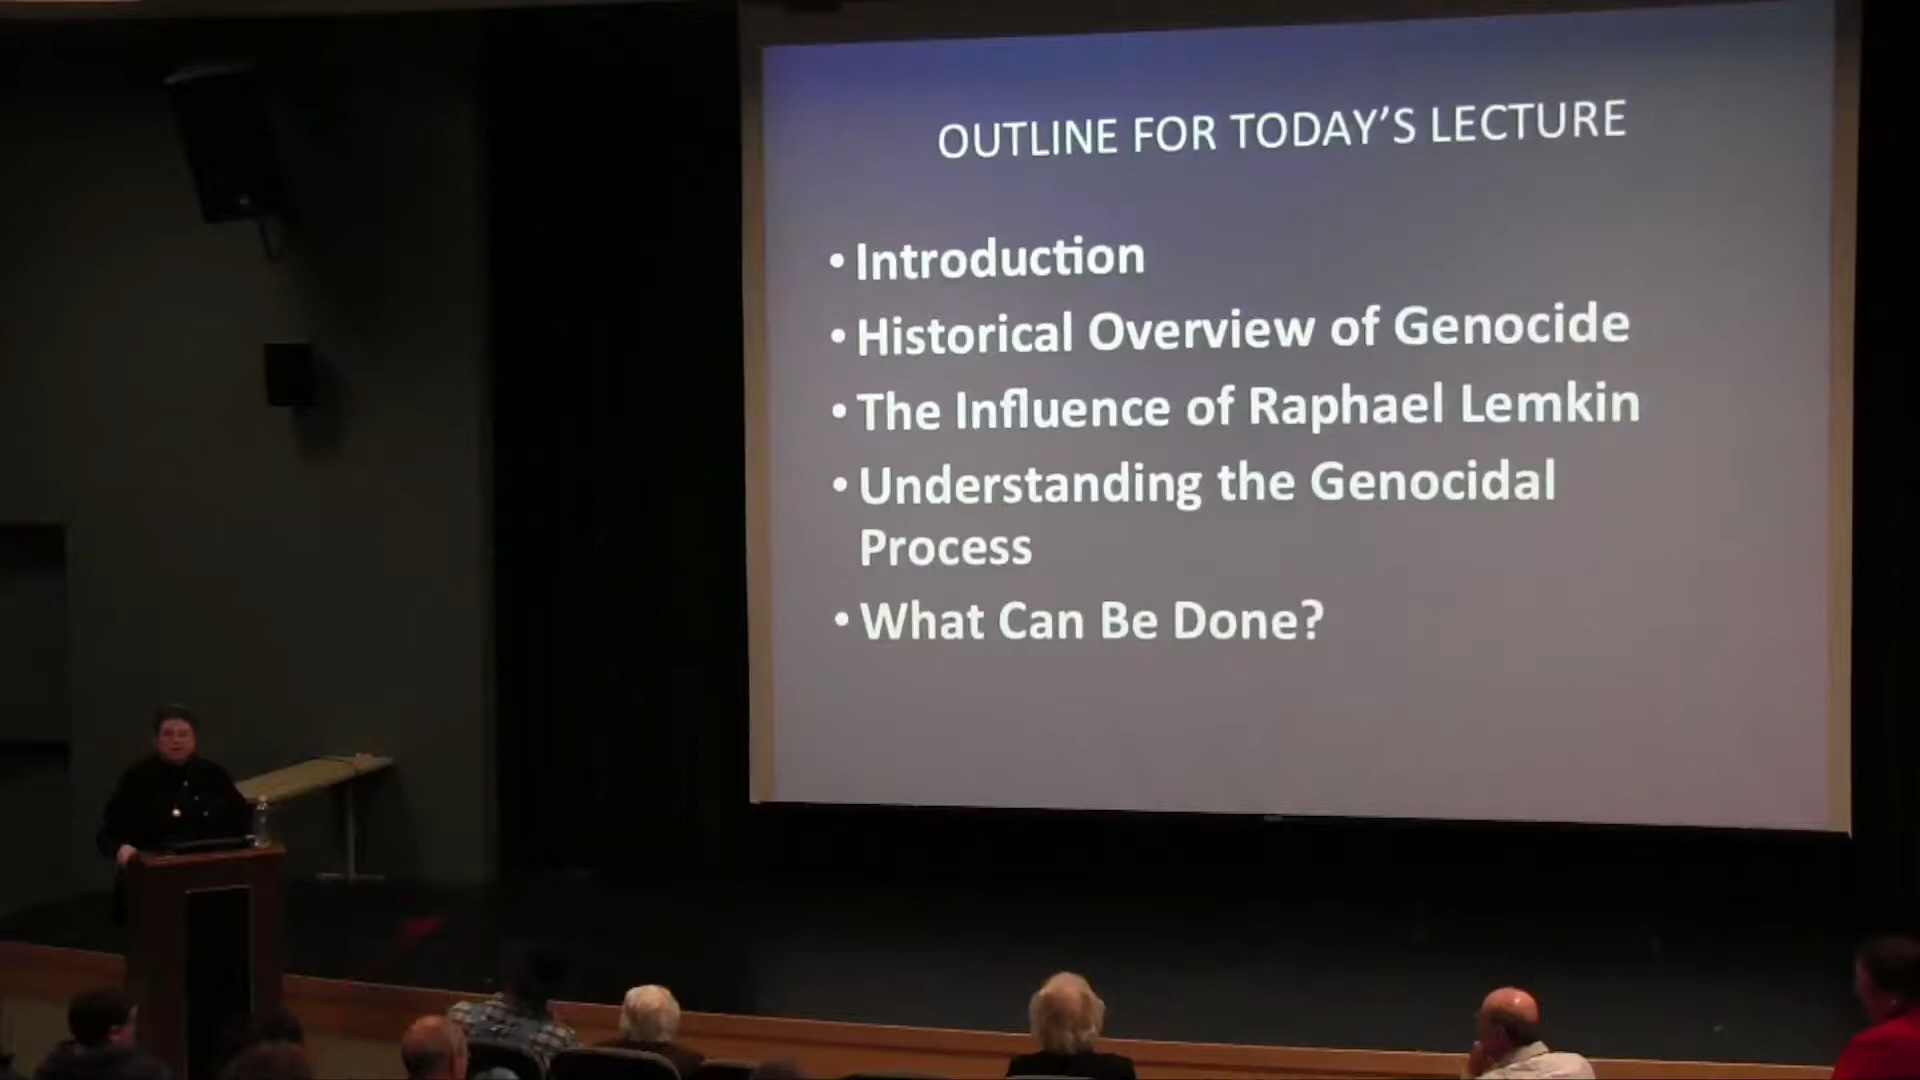 OUTLINE FOR TODAY'S LECTURE
• Introduction
• Historical Overview of Genocide
• The Influence of Raphael Lemkin
• Understanding the Genocidal
Process
• What Can Be Done?